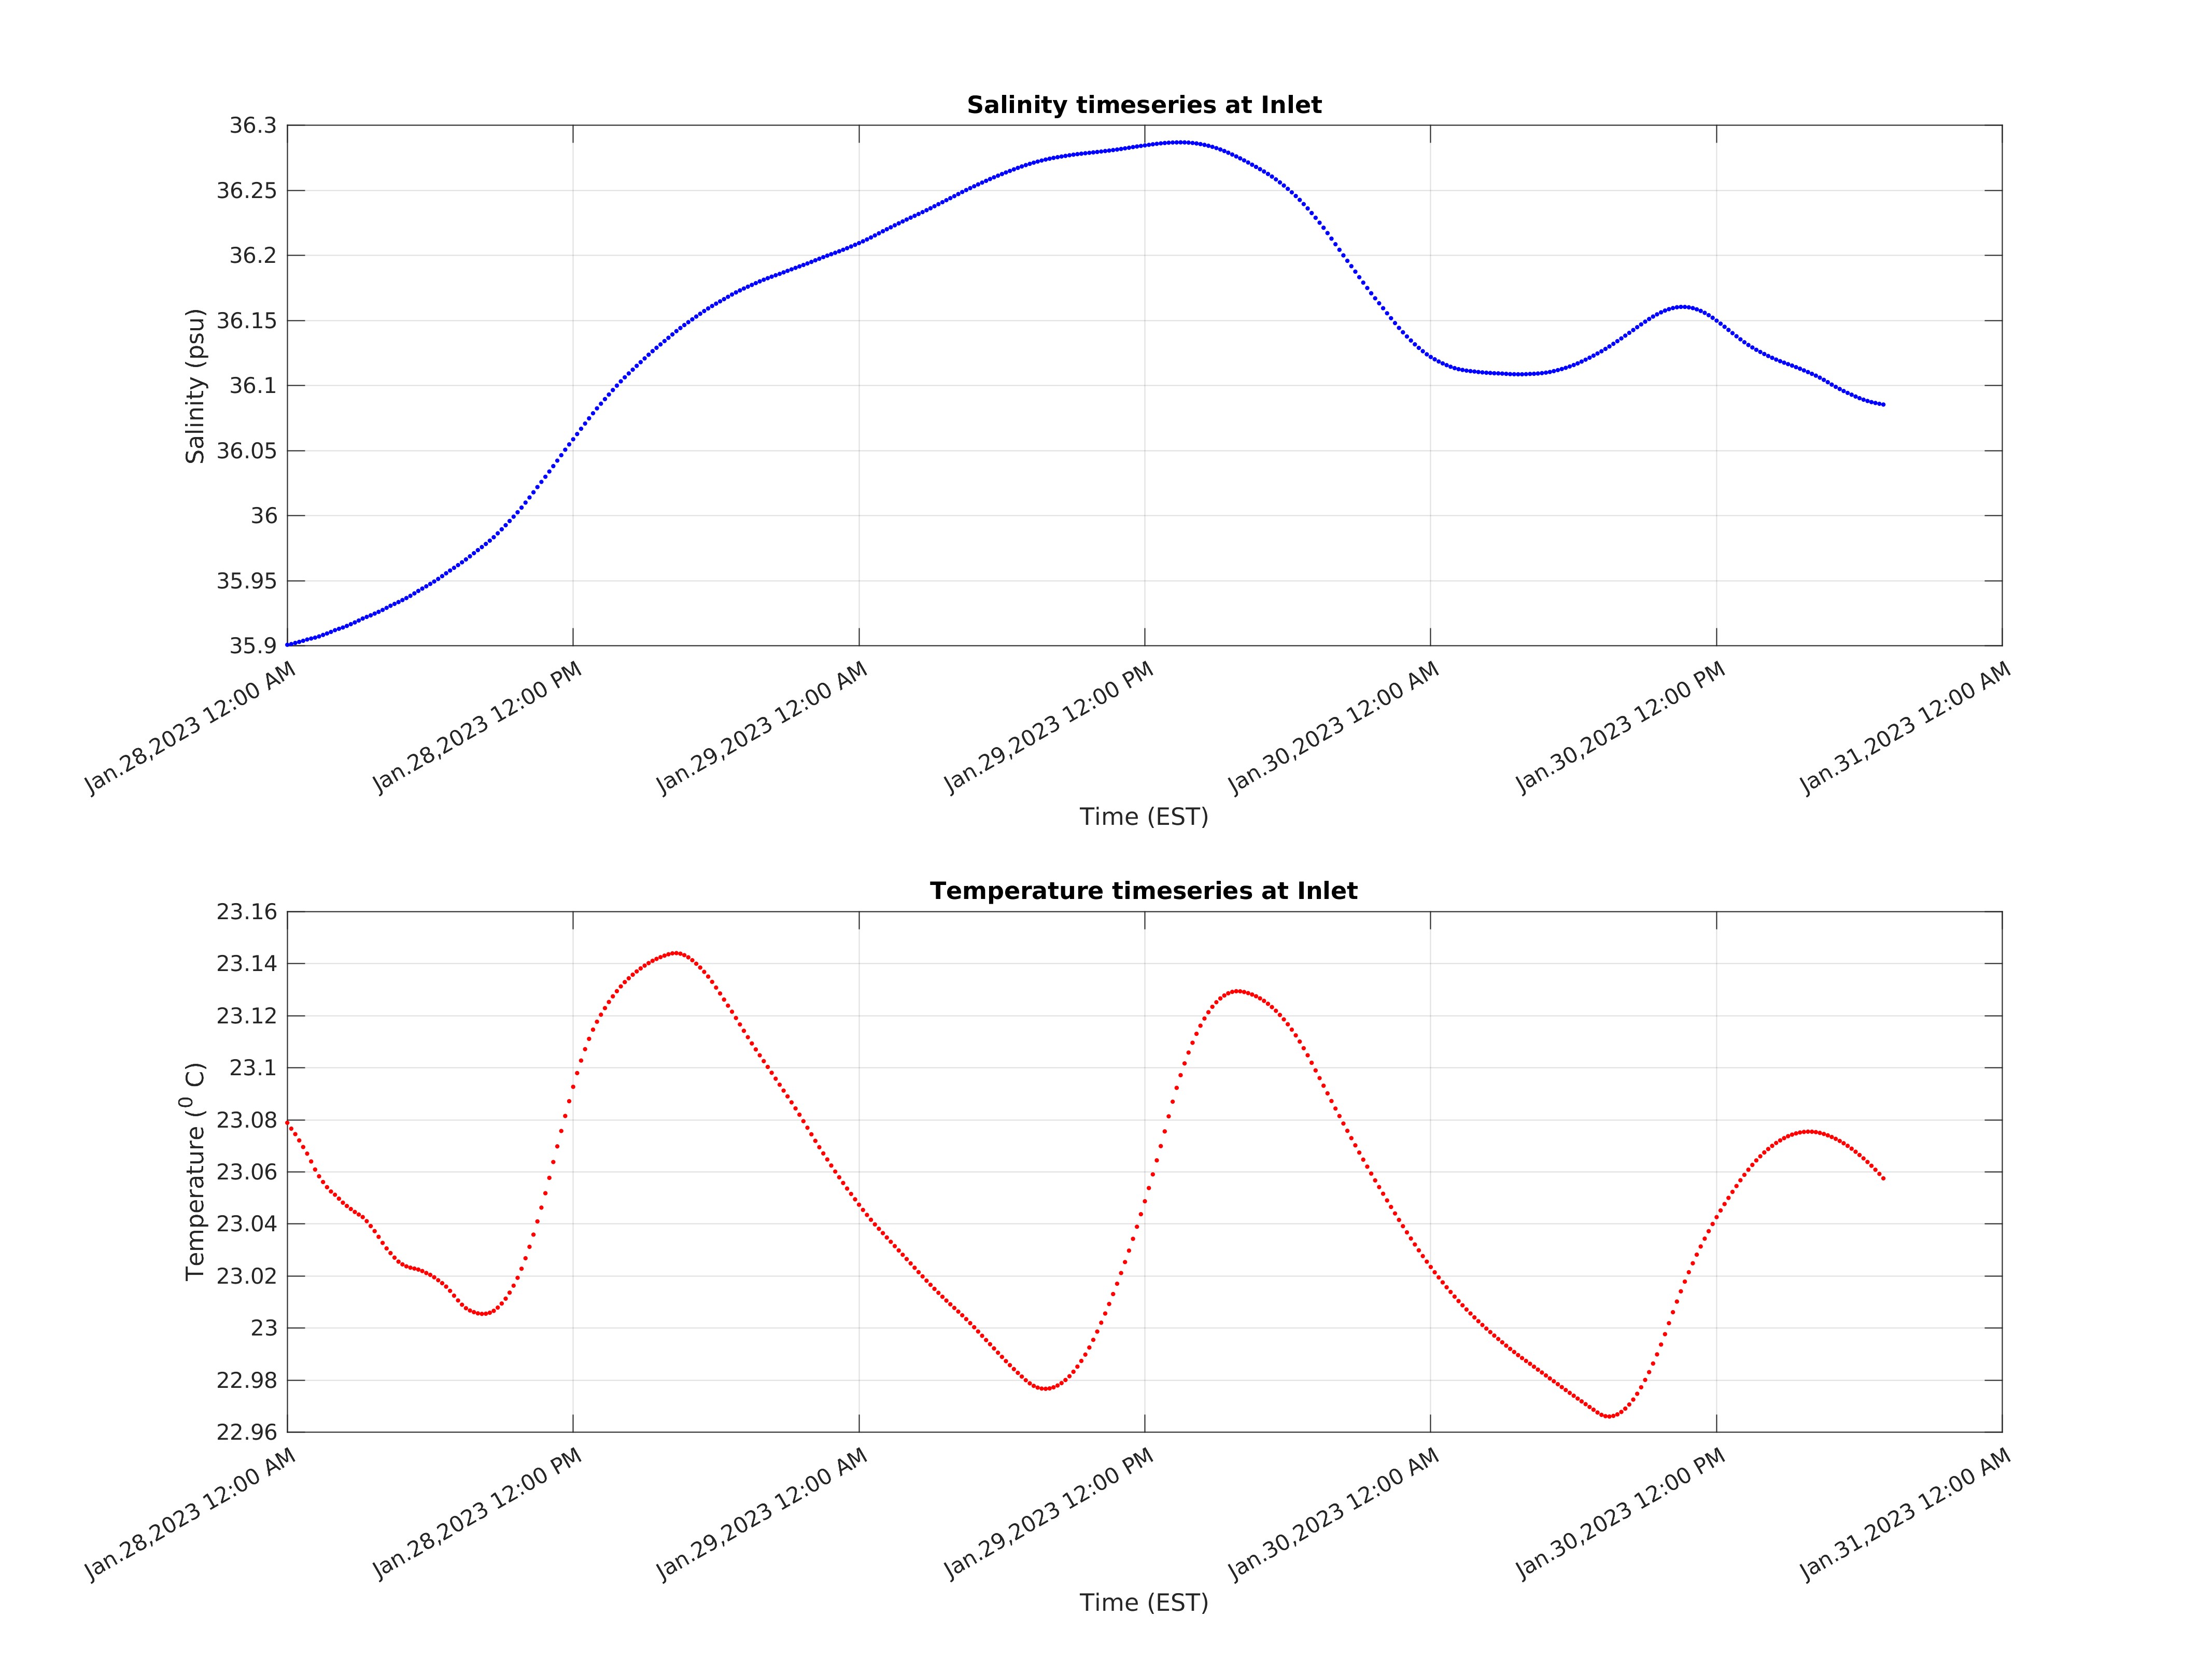 Salinity timeseries at Inlet
36.3
36.25
36.2
36.15
36.1
36.05
36
35.95
35.9
Salinity (psu)
Jan.28,2023 12:00 AM
Jan.28,2023 12:00 PM
Jan.29,2023 12:00 AM
Jan.29,2023 12:00 PM
Jan.30,2023 12:00 AM
Jan.30,2023 12:00 PM
Jan.31,2023 12:00 AM
Time (EST)
Temperature timeseries at Inlet
23.16
23.14
23.12
23.1
23.08
23.06
23.04
23.02
23
22.98
22.96
Temperature (⁰ C)
Jan.28,2023 12:00 AM
Jan.28,2023 12:00 PM
Jan.29,2023 12:00 AM
Jan.29,2023 12:00 PM
Jan.30,2023 12:00 AM
Jan.30,2023 12:00 PM
Jan.31,2023 12:00 AM
Time (EST)